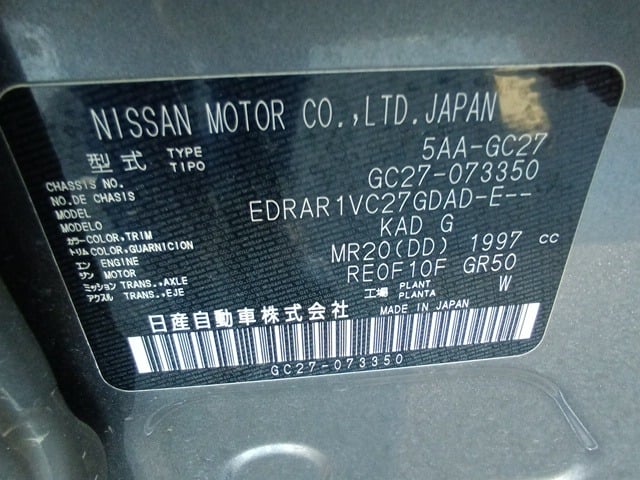 NISSAN MOTOR CO.,LTD.JAPAN
型式 TYPE TIPO 5AA-GC27
CHASSIS NO. NO.DE CHASSIS GC27-073350
MODEL MODELO EDRAR1VC27GDAD-E--
カラー COLOR,TRIM トリム COLOR,GUARNICION KAD G
エン ENGINE ジン MOTOR MR20(DD) 1997 cc
ミッション TRANS.,AXLE アクスル TRANS.,EJE RE0F10F GR50
工場 PLANT PLANTA W
日産自動車株式会社 MADE IN JAPAN
GC27-073350